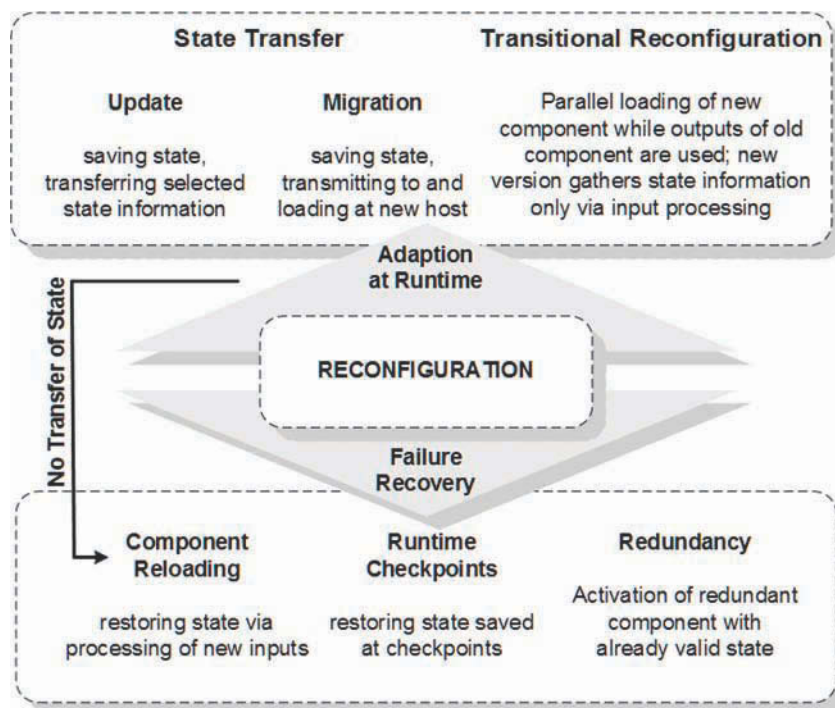 State Transfer
Transitional Reconfiguration
Update
saving state,
transferring selected
state information
Migration
saving state,
transmitting to and
loading at new host
Parallel loading of new
component while outputs of old
component are used; new
version gathers state information
only via input processing
Adaption
at Runtime
No Transfer of State
RECONFIGURATION
Failure
Recovery
Component
Reloading
restoring state via
processing of new inputs
Runtime
Checkpoints
restoring state saved
at checkpoints
Redundancy
Activation of redundant
component with
already valid state